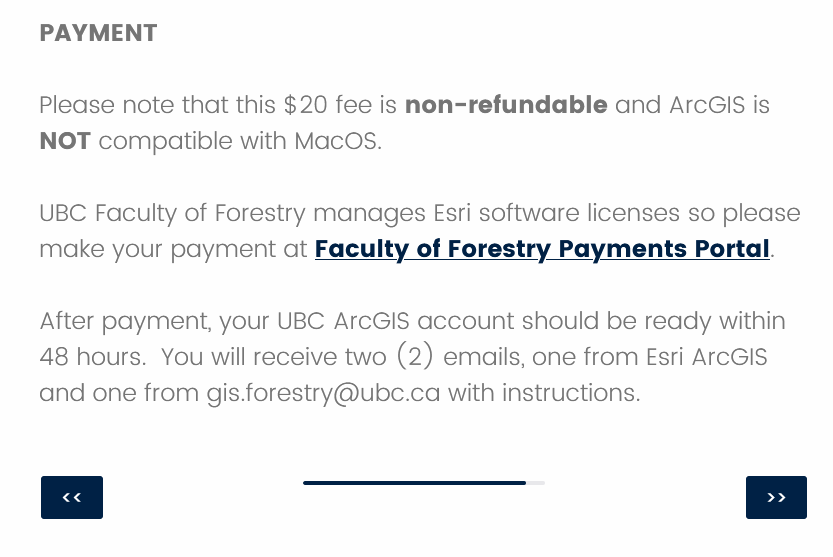 PAYMENT
Please note that this $20 fee is non-refundable and ArcGIS is
NOT compatible with MacOS.
UBC Faculty of Forestry manages Esri software licenses so please
make your payment at Faculty of Forestry Payments Portal.
After payment, your UBC ArcGIS account should be ready within
48 hours.  You will receive two (2) emails, one from Esri ArcGIS
and one from gis.forestry@ubc.ca with instructions.
<< >>